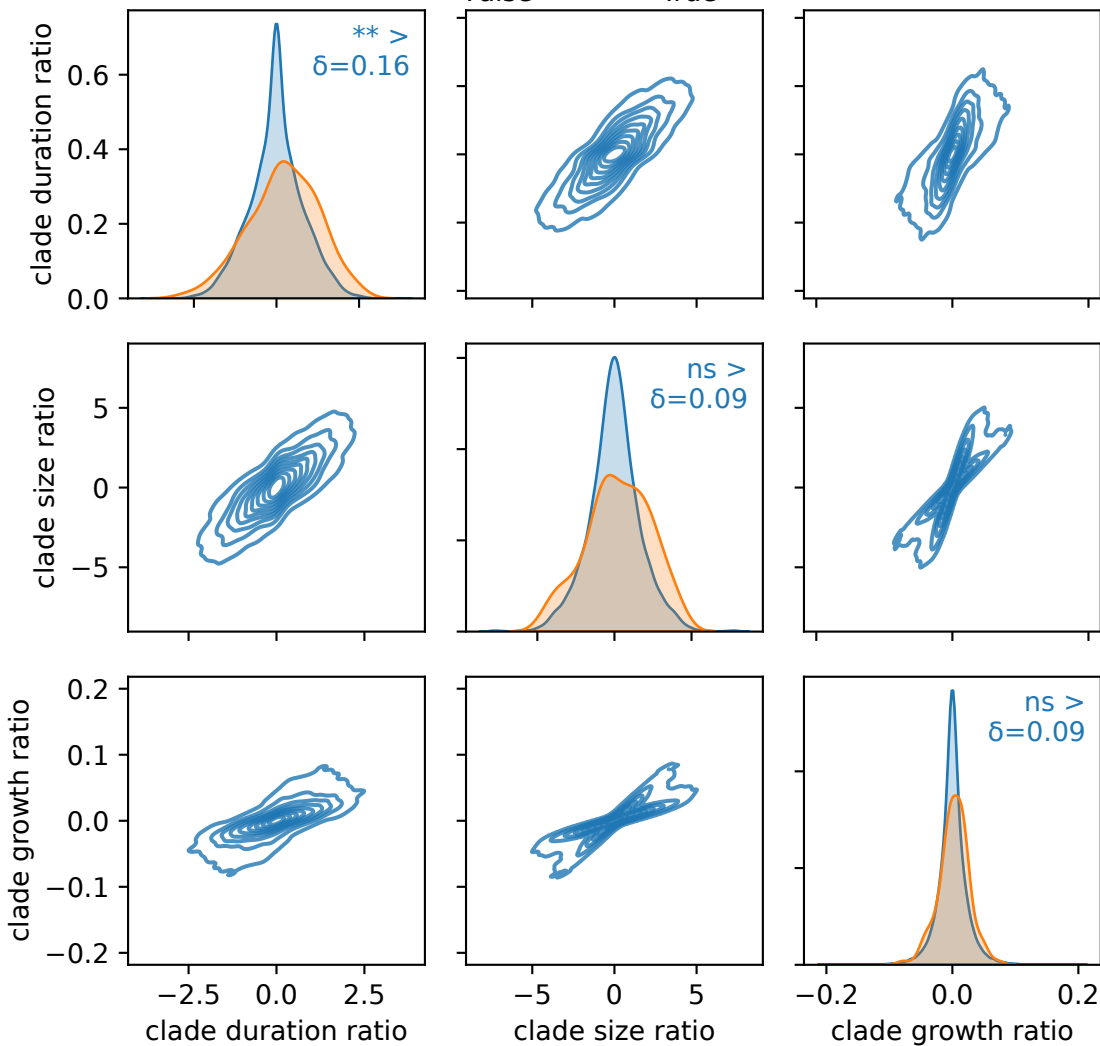 ** >
δ=0.16
clade duration ratio
0.6
0.4
0.2
0.0
ns >
δ=0.09
clade size ratio
5
0
−5
ns >
δ=0.09
clade growth ratio
0.2
0.1
0.0
−0.1
−0.2
−2.5 0.0 2.5
−5 0 5
−0.2 0.0 0.2
clade duration ratio
clade size ratio
clade growth ratio